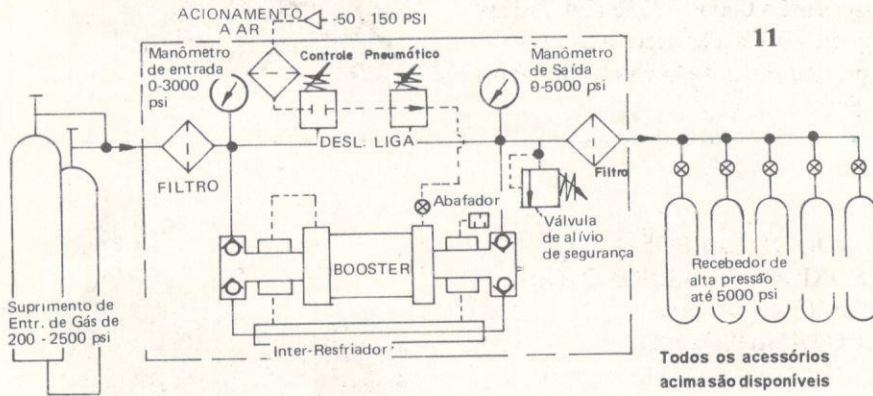 ACIONAMENTO
A AR
-50 - 150 PSI
11
Manômetro
de entrada
0-3000
psi
Controle Pneumático
Manômetro
de Saída
0-5000
psi
DESL. LIGA
FILTRO
Filtro
Abafador
Válvula
de alívio
de segurança
BOOSTER
Recebedor de
alta pressão
até 5000 psi
Suprimento de
Entr. de Gás de
200 - 2500 psi
Inter-Resfriador
Todos os acessórios
acima são disponíveis